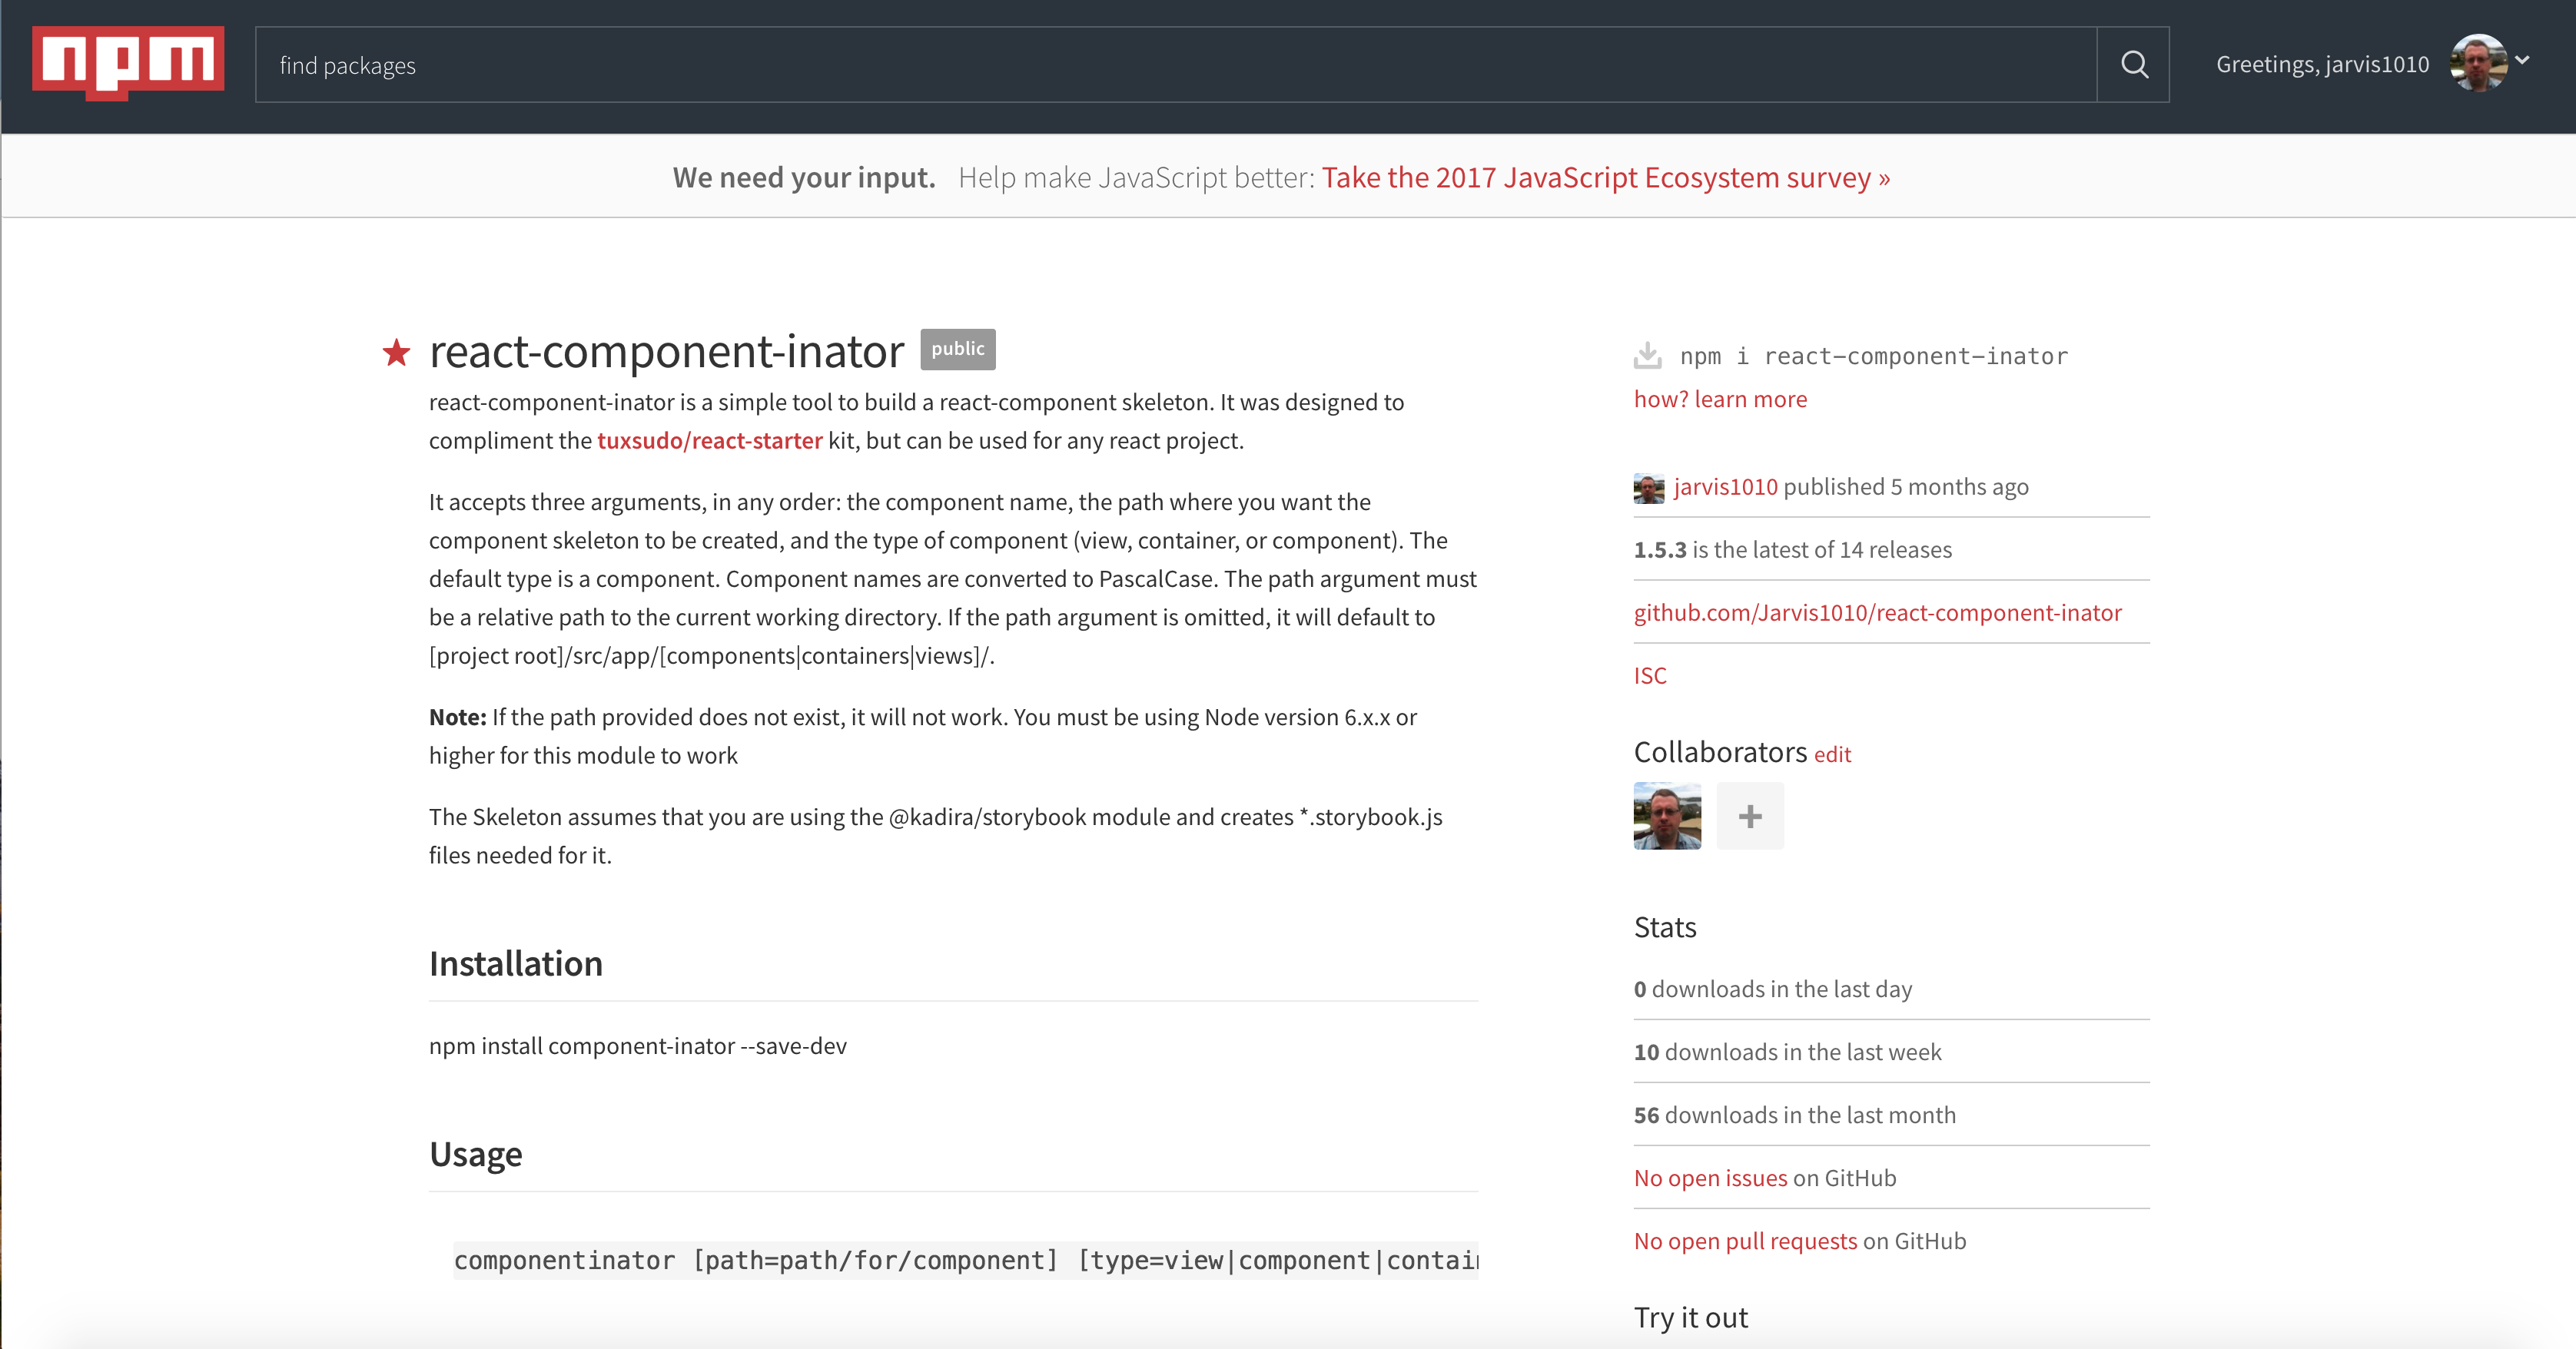 npm
find packages
Greetings, jarvis1010
We need your input. Help make JavaScript better: Take the 2017 JavaScript Ecosystem survey »
react-component-inator public
react-component-inator is a simple tool to build a react-component skeleton. It was designed to
compliment the tuxsudo/react-starter kit, but can be used for any react project.
It accepts three arguments, in any order: the component name, the path where you want the
component skeleton to be created, and the type of component (view, container, or component). The
default type is a component. Component names are converted to PascalCase. The path argument must
be a relative path to the current working directory. If the path argument is omitted, it will default to
[project root]/src/app/[components|containers|views]/.
Note: If the path provided does not exist, it will not work. You must be using Node version 6.x.x or
higher for this module to work
The Skeleton assumes that you are using the @kadira/storybook module and creates *.storybook.js
files needed for it.
Installation
npm install component-inator --save-dev
Usage
componentinator [path=path/for/component] [type=view|component|contai
npm i react-component-inator
how? learn more
jarvis1010 published 5 months ago
1.5.3 is the latest of 14 releases
github.com/Jarvis1010/react-component-inator
ISC
Collaborators edit
+
Stats
0 downloads in the last day
10 downloads in the last week
56 downloads in the last month
No open issues on GitHub
No open pull requests on GitHub
Try it out